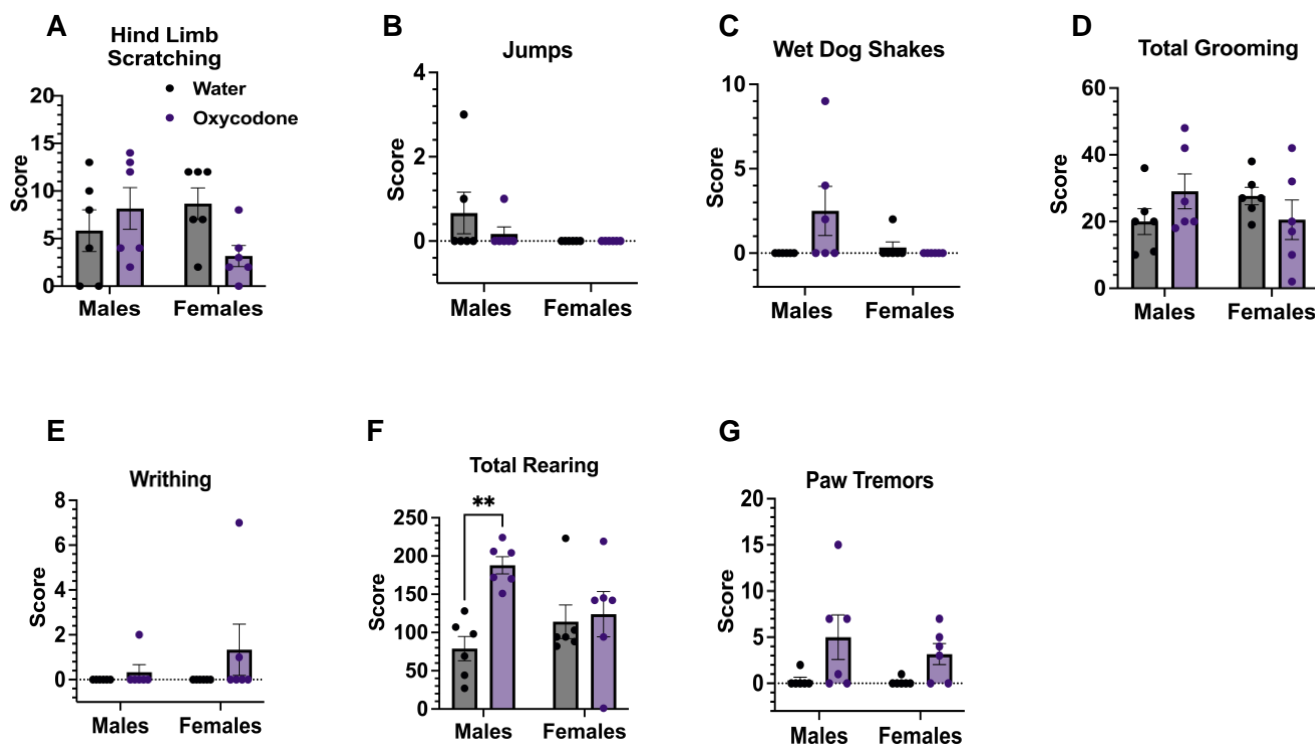 A
Hind Limb
Scratching
Water
Oxycodone
20
15
10
5
0
Score
Males
Females
B
Jumps
4
2
0
Score
Males
Females
C
Wet Dog Shakes
10
5
0
Score
Males
Females
D
Total Grooming
60
40
20
0
Score
Males
Females
E
Writhing
8
6
4
2
0
Score
Males
Females
F
Total Rearing
**
250
200
150
100
50
0
Score
Males
Females
G
Paw Tremors
20
15
10
5
0
Score
Males
Females